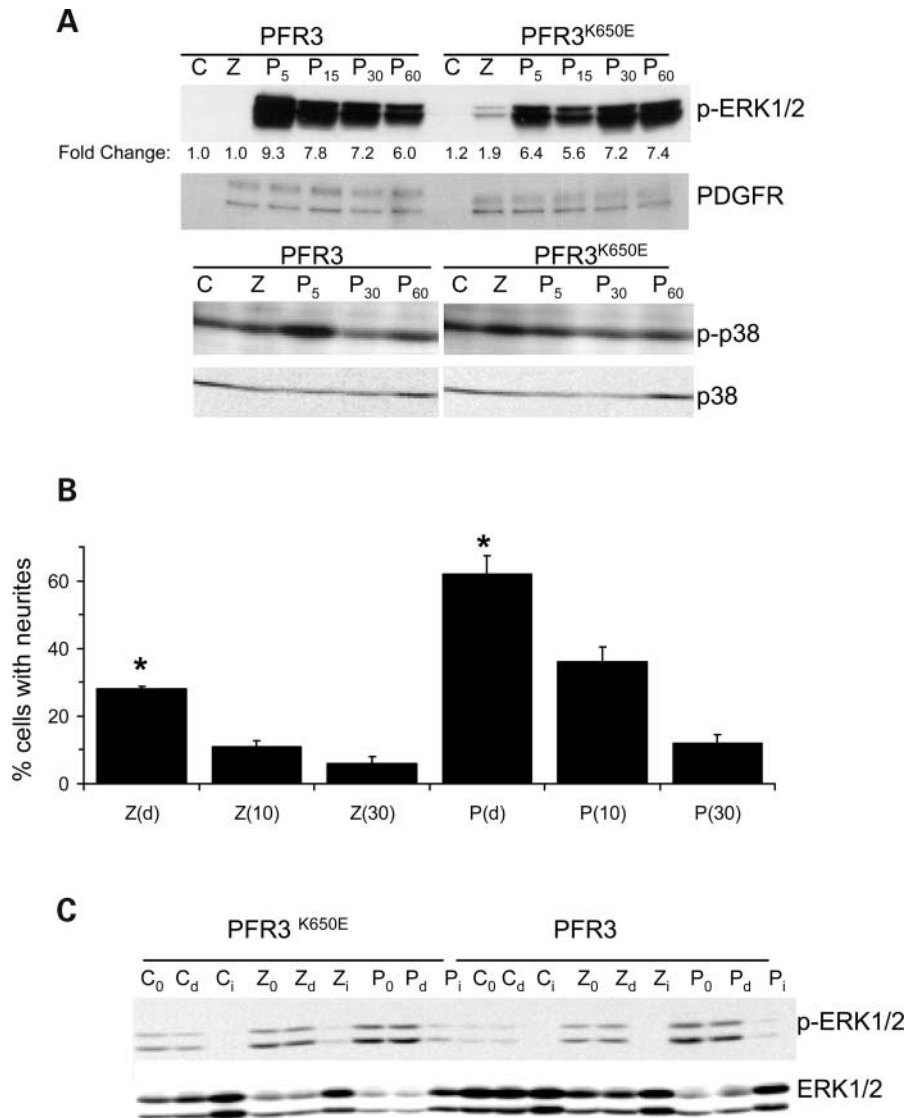 A
PFR3 PFR3K650E
C Z P5 P15 P30 P60 C Z P5 P15 P30 P60
p-ERK1/2
Fold Change: 1.0 1.0 9.3 7.8 7.2 6.0 1.2 1.9 6.4 5.6 7.2 7.4
PDGFR
PFR3 PFR3K650E
C Z P5 P30 P60 C Z P5 P30 P60
p-p38
p38
B
% cells with neurites
60
40
20
0
* *
Z(d) Z(10) Z(30) P(d) P(10) P(30)
C
PFR3 K650E PFR3
C0 Cd Ci Z0 Zd Zi P0 Pd Pi C0 Cd Ci Z0 Zd Zi P0 Pd Pi
p-ERK1/2
ERK1/2